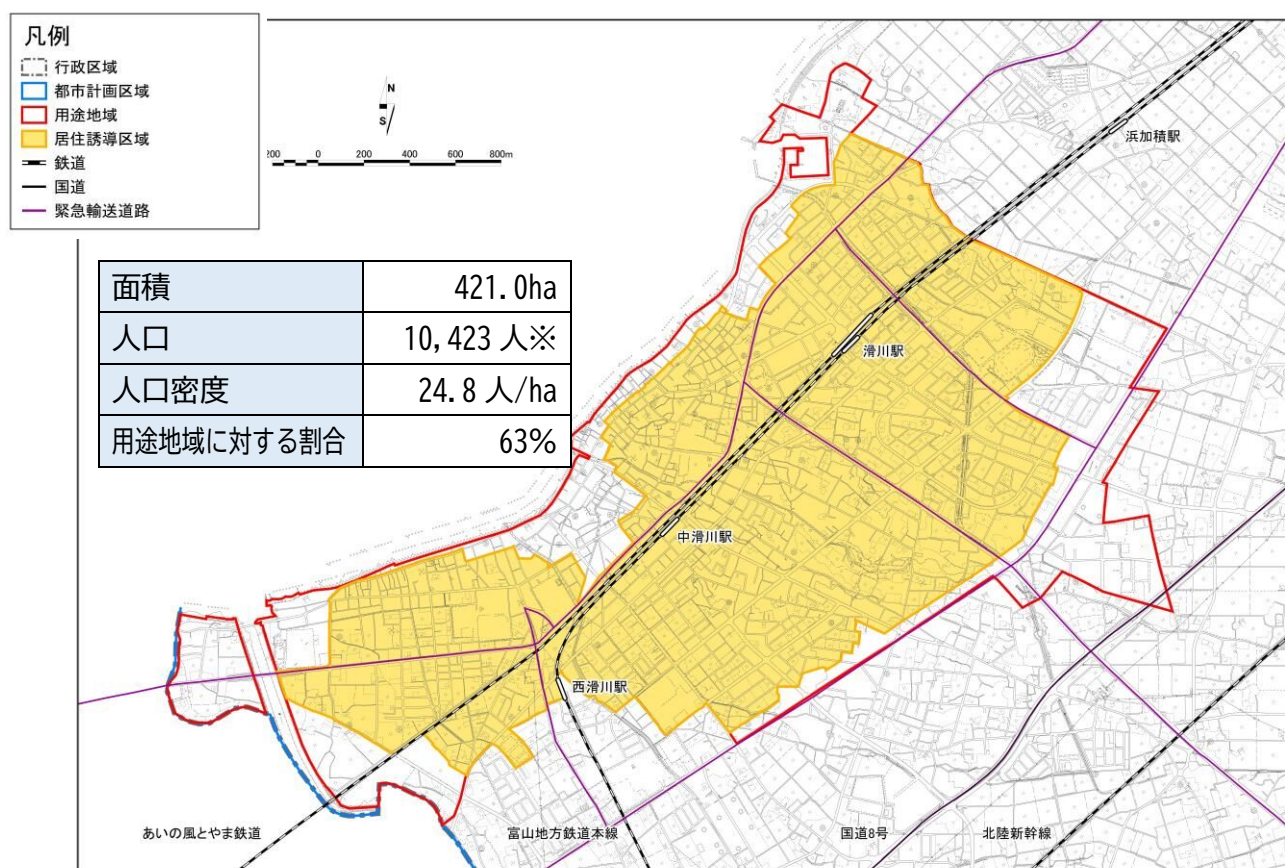 凡例
行政区域
都市計画区域
用途地域
居住誘導区域
鉄道
国道
緊急輸送道路
N
S
200 0 200 400 600 800m
浜加積駅
面積 421.0ha
人口 10,423 人※
人口密度 24.8 人/ha
用途地域に対する割合 63%
滑川駅
中滑川駅
西滑川駅
あいの風とやま鉄道
富山地方鉄道本線
国道8号
北陸新幹線